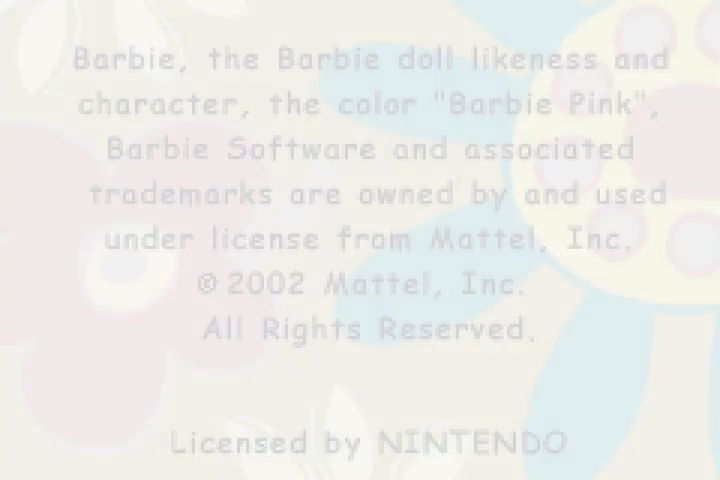 Barbie, the Barbie doll likeness and
character, the color "Barbie Pink",
Barbie Software and associated
trademarks are owned by and used
under license from Mattel, Inc.
© 2002 Mattel, Inc.
All Rights Reserved.
Licensed by NINTENDO